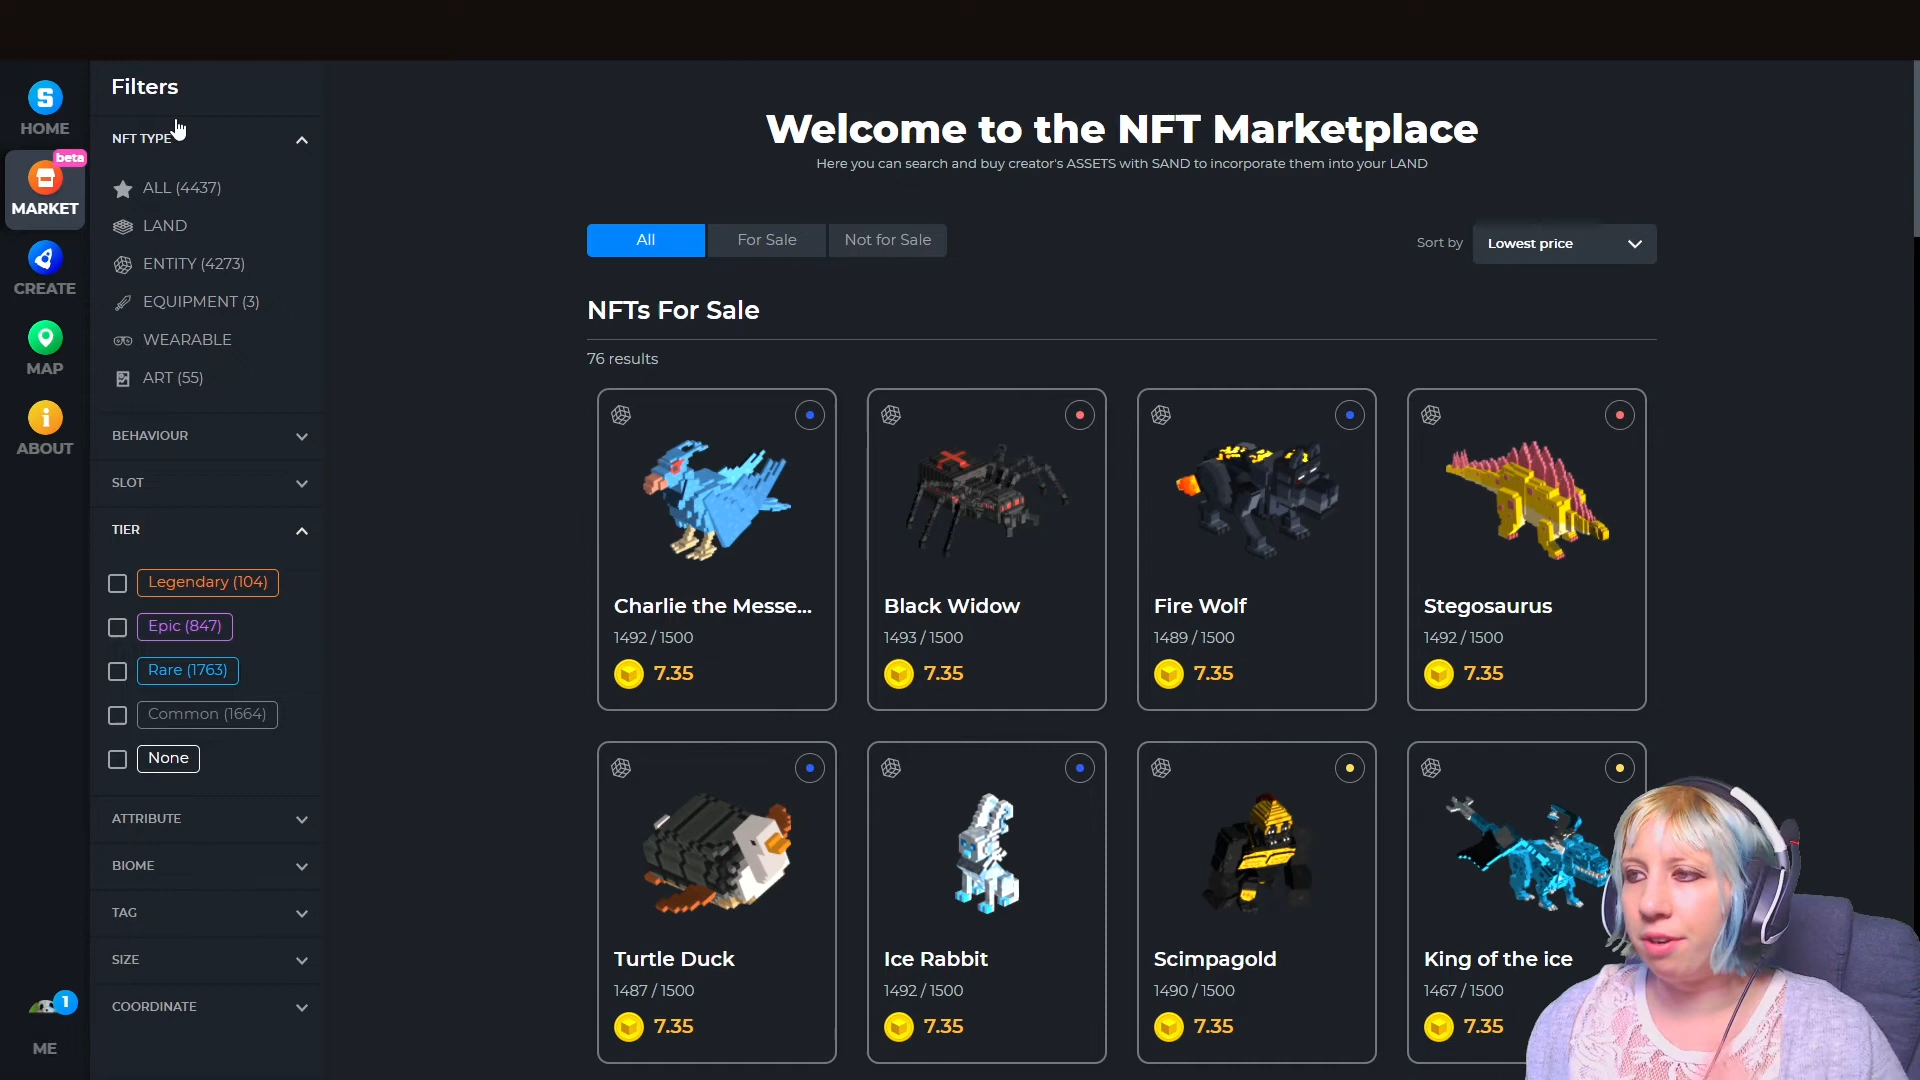 Filters
HOME
beta
MARKET
CREATE
MAP
ABOUT
1
ME
NFT TYPE
ALL (4437)
LAND
ENTITY (4273)
EQUIPMENT (3)
WEARABLE
ART (55)
BEHAVIOUR
SLOT
TIER
Legendary (104)
Epic (847)
Rare (1763)
Common (1664)
None
ATTRIBUTE
BIOME
TAG
SIZE
COORDINATE
Welcome to the NFT Marketplace
Here you can search and buy creator's ASSETS with SAND to incorporate them into your LAND
All For Sale Not for Sale
Sort by Lowest price
NFTs For Sale
76 results
Charlie the Messe...
1492 / 1500
7.35
Black Widow
1493 / 1500
7.35
Fire Wolf
1489 / 1500
7.35
Stegosaurus
1492 / 1500
7.35
Turtle Duck
1487 / 1500
7.35
Ice Rabbit
1492 / 1500
7.35
Scimpagold
1490 / 1500
7.35
King of the ice
1467 / 1500
7.35